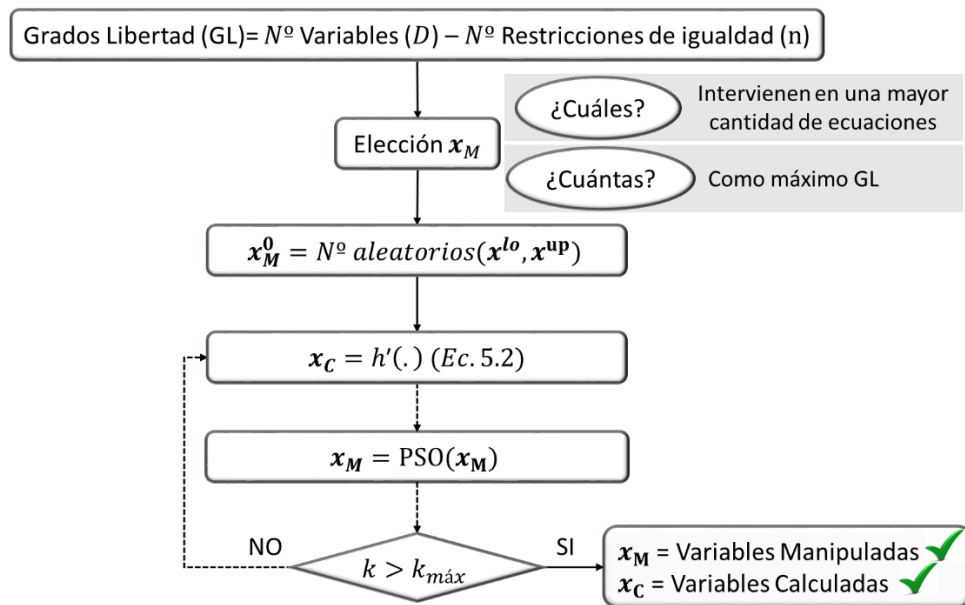 Grados Libertad (GL)= Nº Variables (D) − Nº Restricciones de igualdad (n)
¿Cuáles?
Intervienen en una mayor
cantidad de ecuaciones
Elección x_M
¿Cuántas?
Como máximo GL
x_M^0 = Nº aleatorios(x^lo, x^up)
x_C = h′(.) (Ec. 5.2)
x_M = PSO(x_M)
NO
k > k_máx
SI
x_M = Variables Manipuladas
x_C = Variables Calculadas